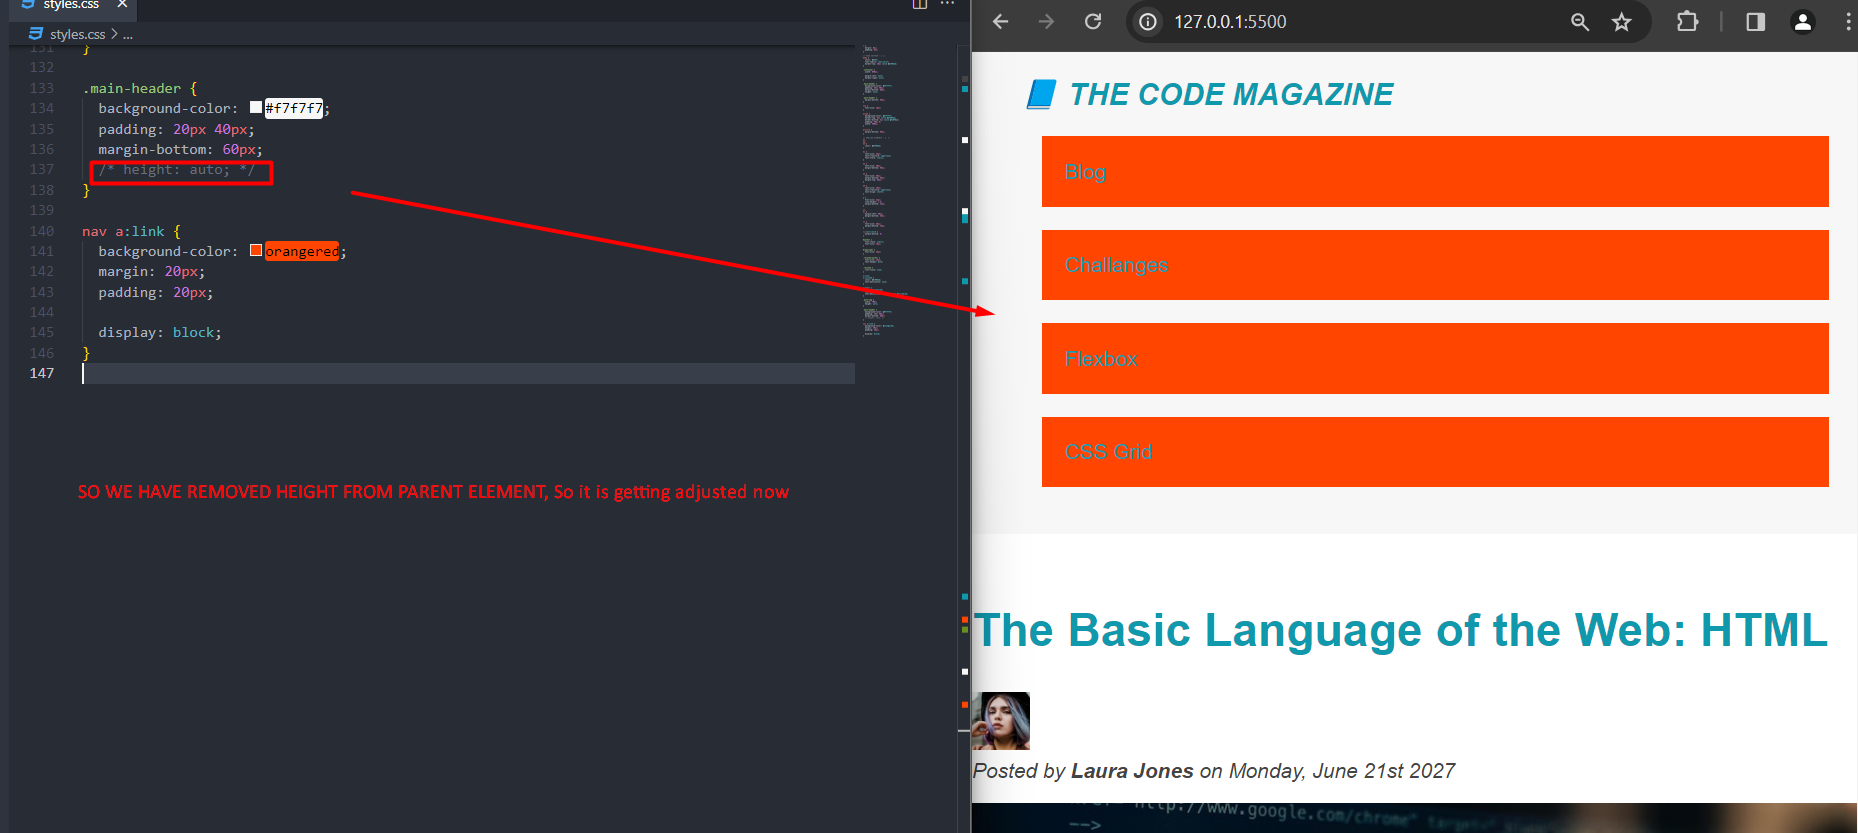 styles.css ×
styles.css > ...
131 }
132
133 .main-header {
134 background-color: #f7f7f7;
135 padding: 20px 40px;
136 margin-bottom: 60px;
137 /* height: auto; */
138 }
139
140 nav a:link {
141 background-color: orangered;
142 margin: 20px;
143 padding: 20px;
144
145 display: block;
146 }
147
SO WE HAVE REMOVED HEIGHT FROM PARENT ELEMENT, So it is getting adjusted now
127.0.0.1:5500
THE CODE MAGAZINE
Blog
Challanges
Flexbox
CSS Grid
The Basic Language of the Web: HTML
Posted by Laura Jones on Monday, June 21st 2027
http://www.google.com/chrome"
-->